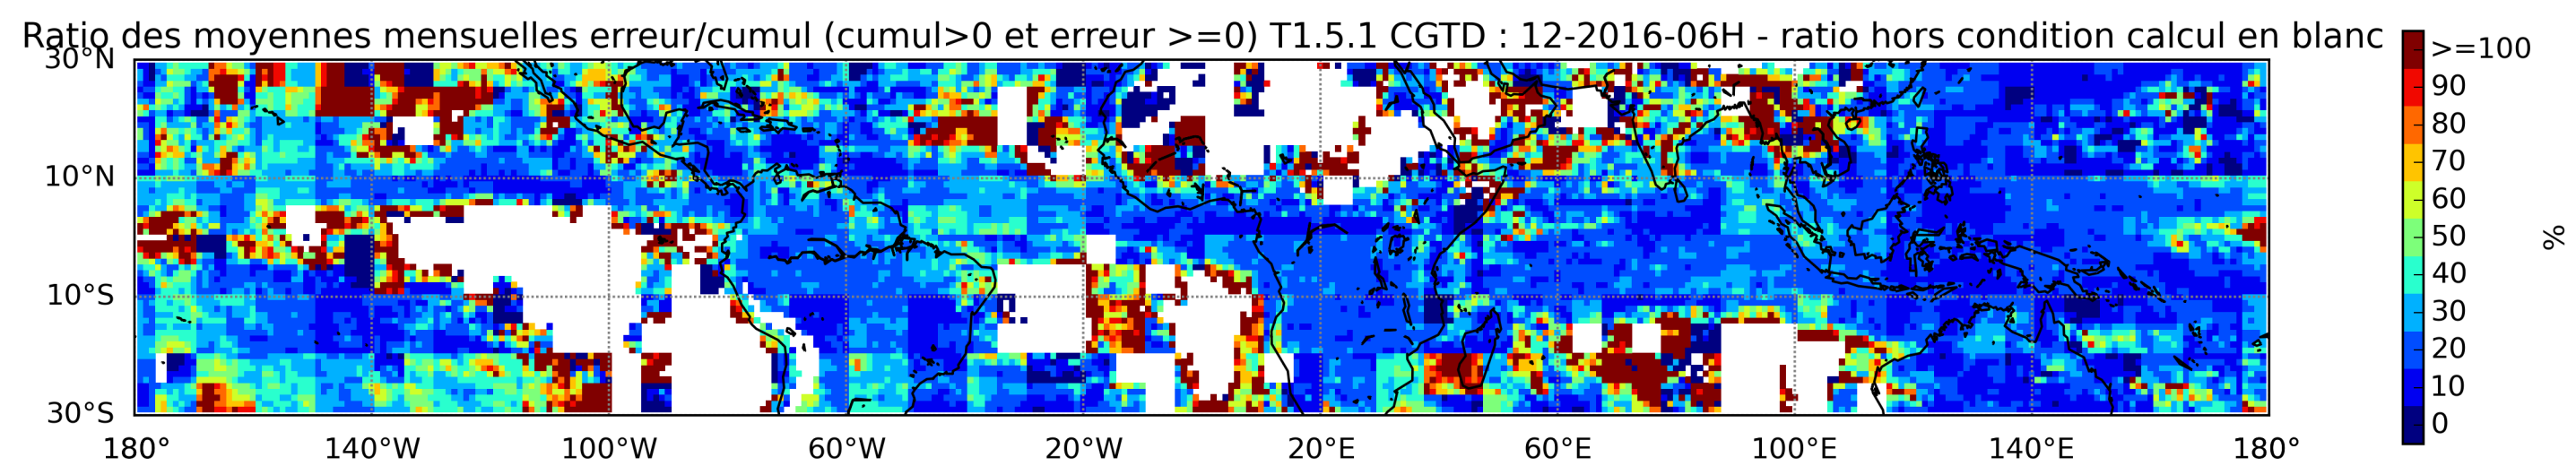 Ratio des moyennes mensuelles erreur/cumul (cumul>0 et erreur >=0) T1.5.1 CGTD : 12-2016-06H - ratio hors condition calcul en blanc
30°N
10°N
10°S
30°S
180° 140°W 100°W 60°W 20°W 20°E 60°E 100°E 140°E 180°
>=100
90
80
70
60
50
40
30
20
10
0
%